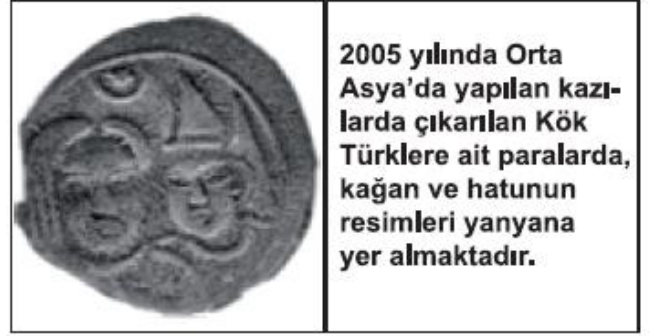 2005 yılında Orta
Asya'da yapılan kazı-
larda çıkarılan Kök
Türklere ait paralarda,
kağan ve hatunun
resimleri yanyana
yer almaktadır.